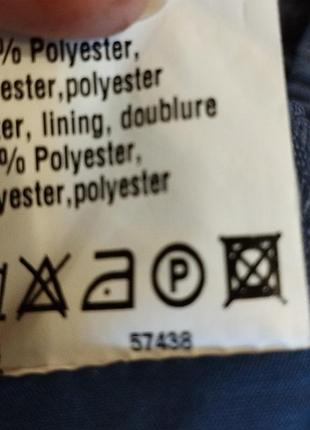 % Polyester,
ester,polyester
er, lining, doublure
% Polyester,
yester,polyester
P
57438